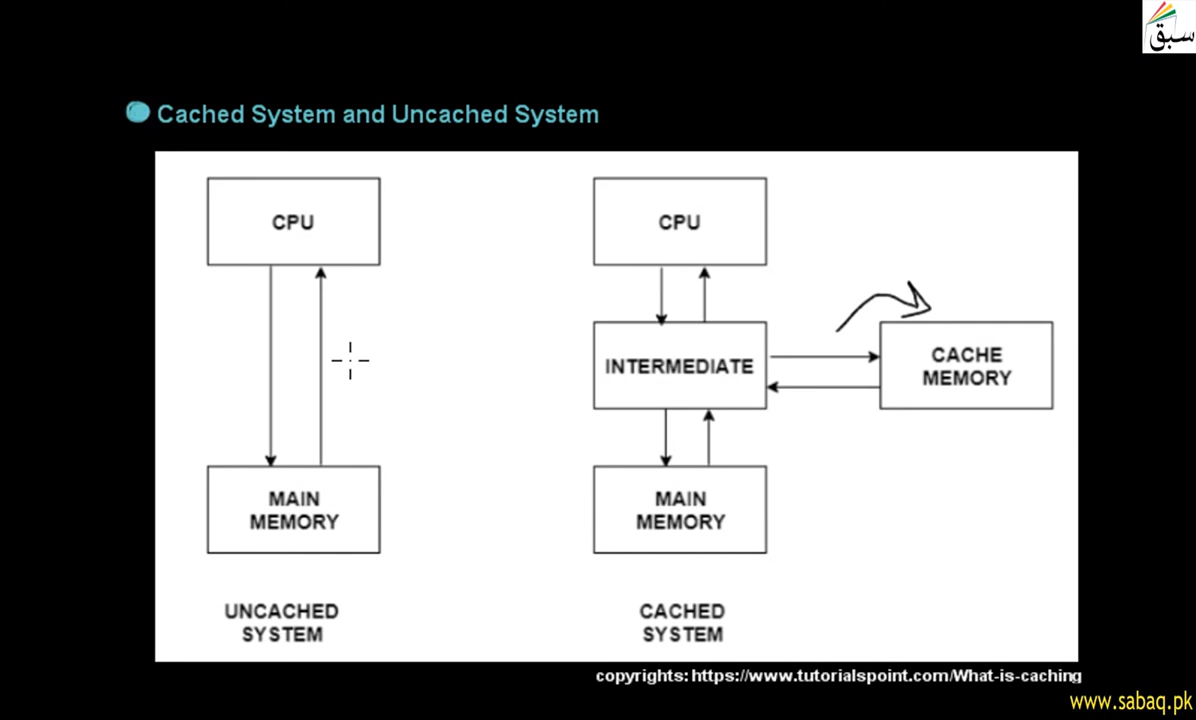 سبق
Cached System and Uncached System
CPU
CPU
INTERMEDIATE
CACHE
MEMORY
MAIN
MEMORY
MAIN
MEMORY
UNCACHED
SYSTEM
CACHED
SYSTEM
copyrights: https://www.tutorialspoint.com/What-is-caching
www.sabaq.pk